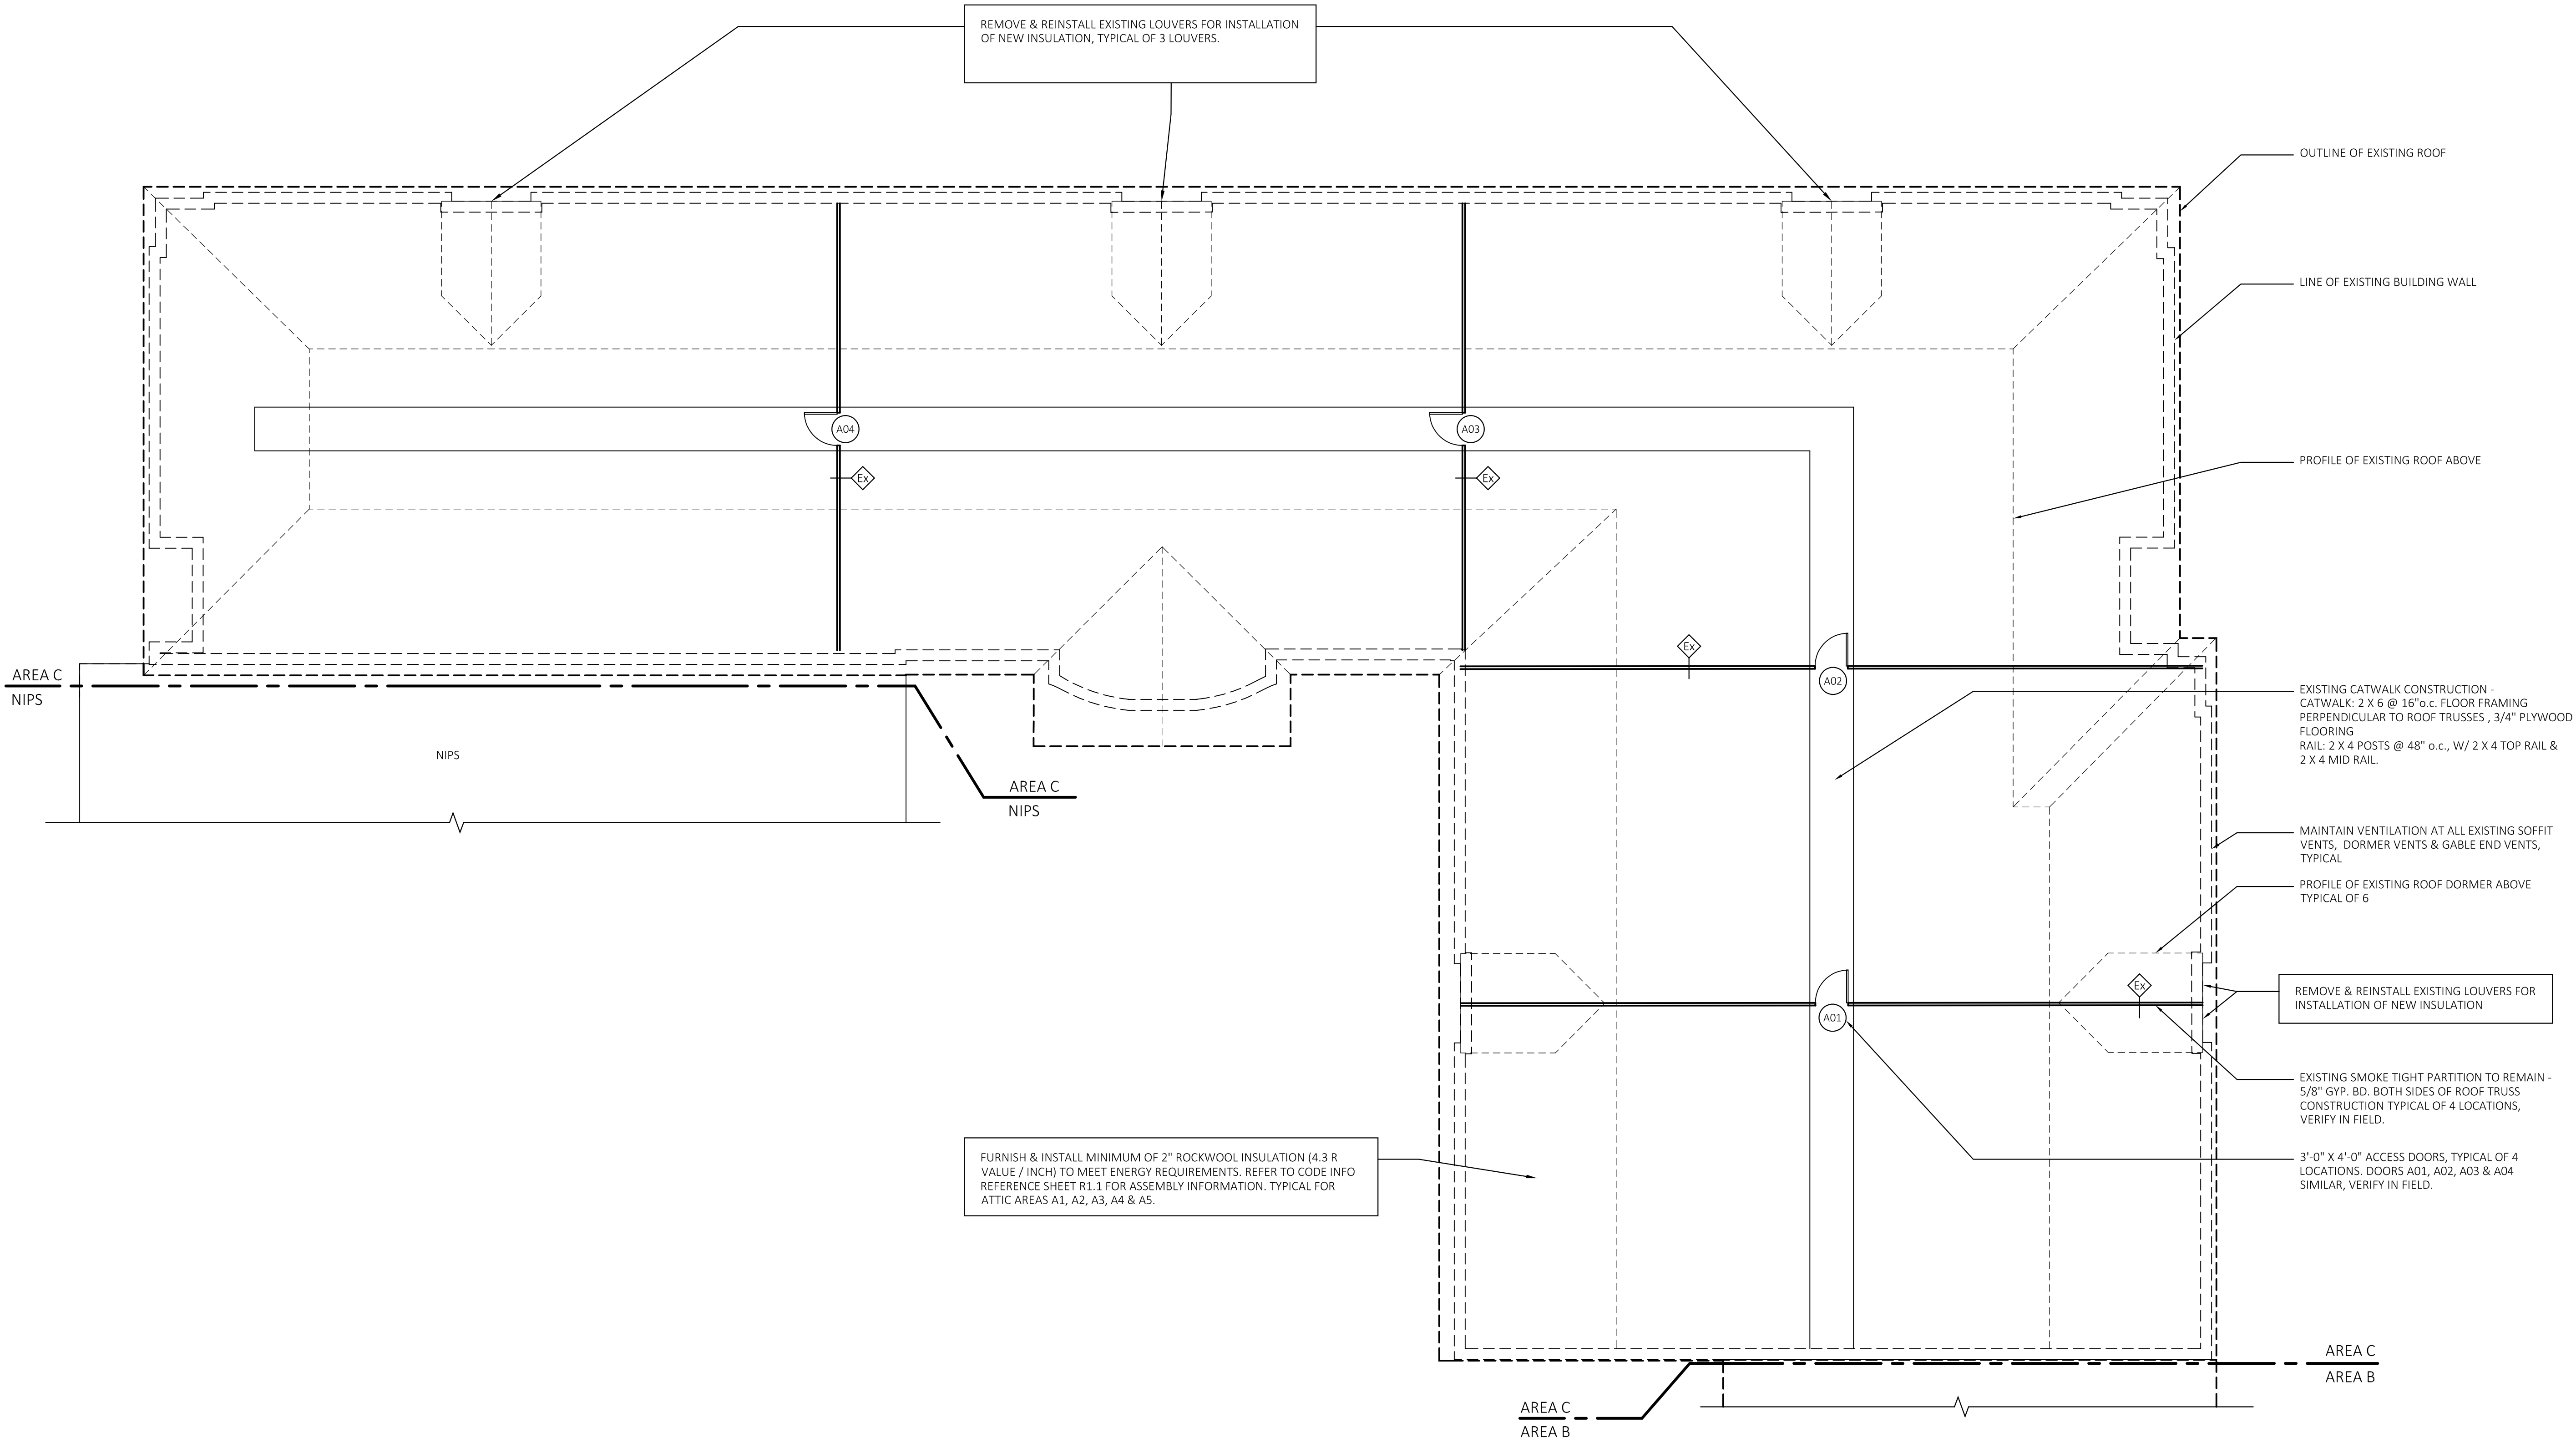 REMOVE & REINSTALL EXISTING LOUVERS FOR INSTALLATION
OF NEW INSULATION, TYPICAL OF 3 LOUVERS.
OUTLINE OF EXISTING ROOF
LINE OF EXISTING BUILDING WALL
A04
A03
PROFILE OF EXISTING ROOF ABOVE
Ex
Ex
Ex
AREA C
NIPS
A02
EXISTING CATWALK CONSTRUCTION -
CATWALK: 2 X 6 @ 16"o.c. FLOOR FRAMING
PERPENDICULAR TO ROOF TRUSSES , 3/4" PLYWOOD
FLOORING
RAIL: 2 X 4 POSTS @ 48" o.c., W/ 2 X 4 TOP RAIL &
2 X 4 MID RAIL.
NIPS
AREA C
NIPS
MAINTAIN VENTILATION AT ALL EXISTING SOFFIT
VENTS, DORMER VENTS & GABLE END VENTS,
TYPICAL
PROFILE OF EXISTING ROOF DORMER ABOVE
TYPICAL OF 6
Ex
REMOVE & REINSTALL EXISTING LOUVERS FOR
INSTALLATION OF NEW INSULATION
A01
EXISTING SMOKE TIGHT PARTITION TO REMAIN -
5/8" GYP. BD. BOTH SIDES OF ROOF TRUSS
CONSTRUCTION TYPICAL OF 4 LOCATIONS,
VERIFY IN FIELD.
FURNISH & INSTALL MINIMUM OF 2" ROCKWOOL INSULATION (4.3 R
VALUE / INCH) TO MEET ENERGY REQUIREMENTS. REFER TO CODE INFO
REFERENCE SHEET R1.1 FOR ASSEMBLY INFORMATION. TYPICAL FOR
ATTIC AREAS A1, A2, A3, A4 & A5.
3'-0" X 4'-0" ACCESS DOORS, TYPICAL OF 4
LOCATIONS. DOORS A01, A02, A03 & A04
SIMILAR, VERIFY IN FIELD.
AREA C
AREA B
AREA C
AREA B